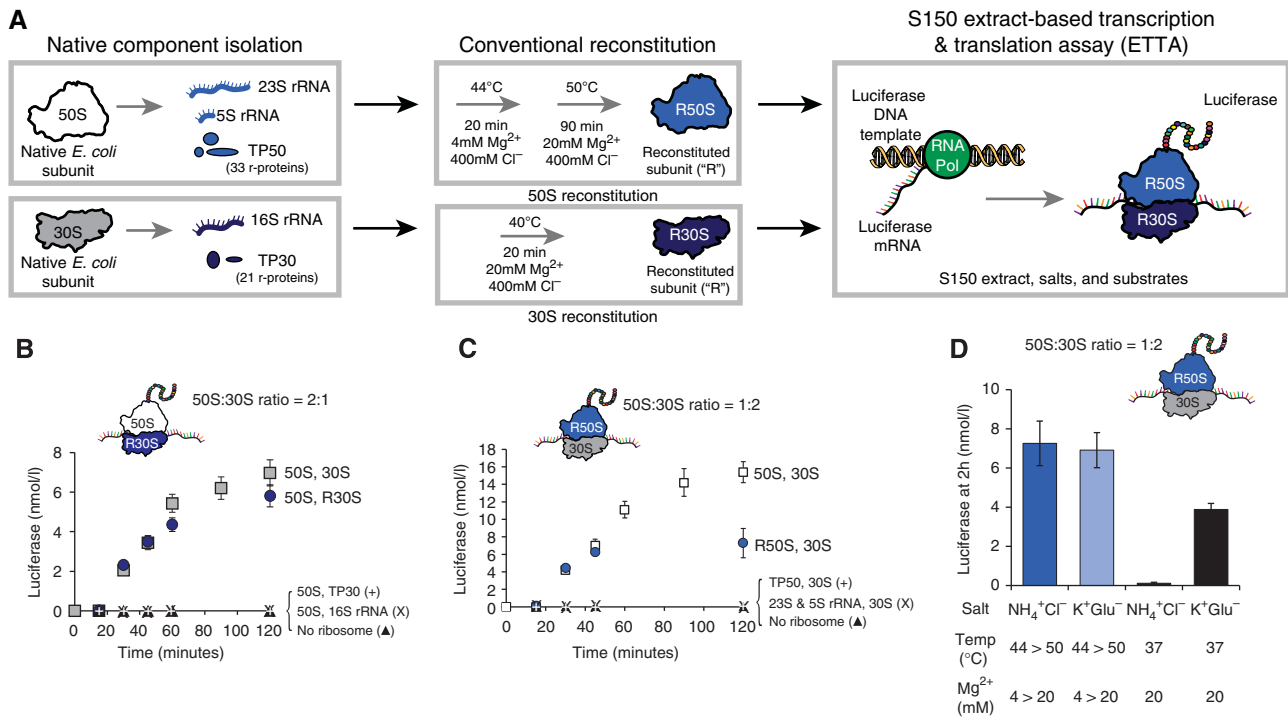 A
Native component isolation
50S
Native E. coli
subunit
23S rRNA
5S rRNA
TP50
(33 r-proteins)
30S
Native E. coli
subunit
16S rRNA
TP30
(21 r-proteins)
Conventional reconstitution
44°C
20 min
4mM Mg2+
400mM Cl–
50°C
90 min
20mM Mg2+
400mM Cl–
R50S
Reconstituted
subunit ("R")
50S reconstitution
40°C
20 min
20mM Mg2+
400mM Cl–
R30S
Reconstituted
subunit ("R")
30S reconstitution
S150 extract-based transcription
& translation assay (ETTA)
Luciferase
DNA
template
RNA
Pol
Luciferase
mRNA
Luciferase
R50S
R30S
S150 extract, salts, and substrates
B
50S
R30S
50S:30S ratio = 2:1
Luciferase (nmol/l)
8
6
4
2
0
0 20 40 60 80 100 120
Time (minutes)
50S, 30S
50S, R30S
50S, TP30 (+)
50S, 16S rRNA (X)
No ribosome (▲)
C
R50S
30S
50S:30S ratio = 1:2
Luciferase (nmol/l)
18
16
14
12
10
8
6
4
2
0
0 20 40 60 80 100 120
Time (minutes)
50S, 30S
R50S, 30S
TP50, 30S (+)
23S & 5S rRNA, 30S (X)
No ribosome (▲)
D
50S:30S ratio = 1:2
R50S
30S
Luciferase at 2h (nmol/l)
10
8
6
4
2
0
Salt NH4+Cl– K+Glu– NH4+Cl– K+Glu–
Temp
(°C)
44 > 50 44 > 50 37 37
Mg2+
(mM)
4 > 20 4 > 20 20 20